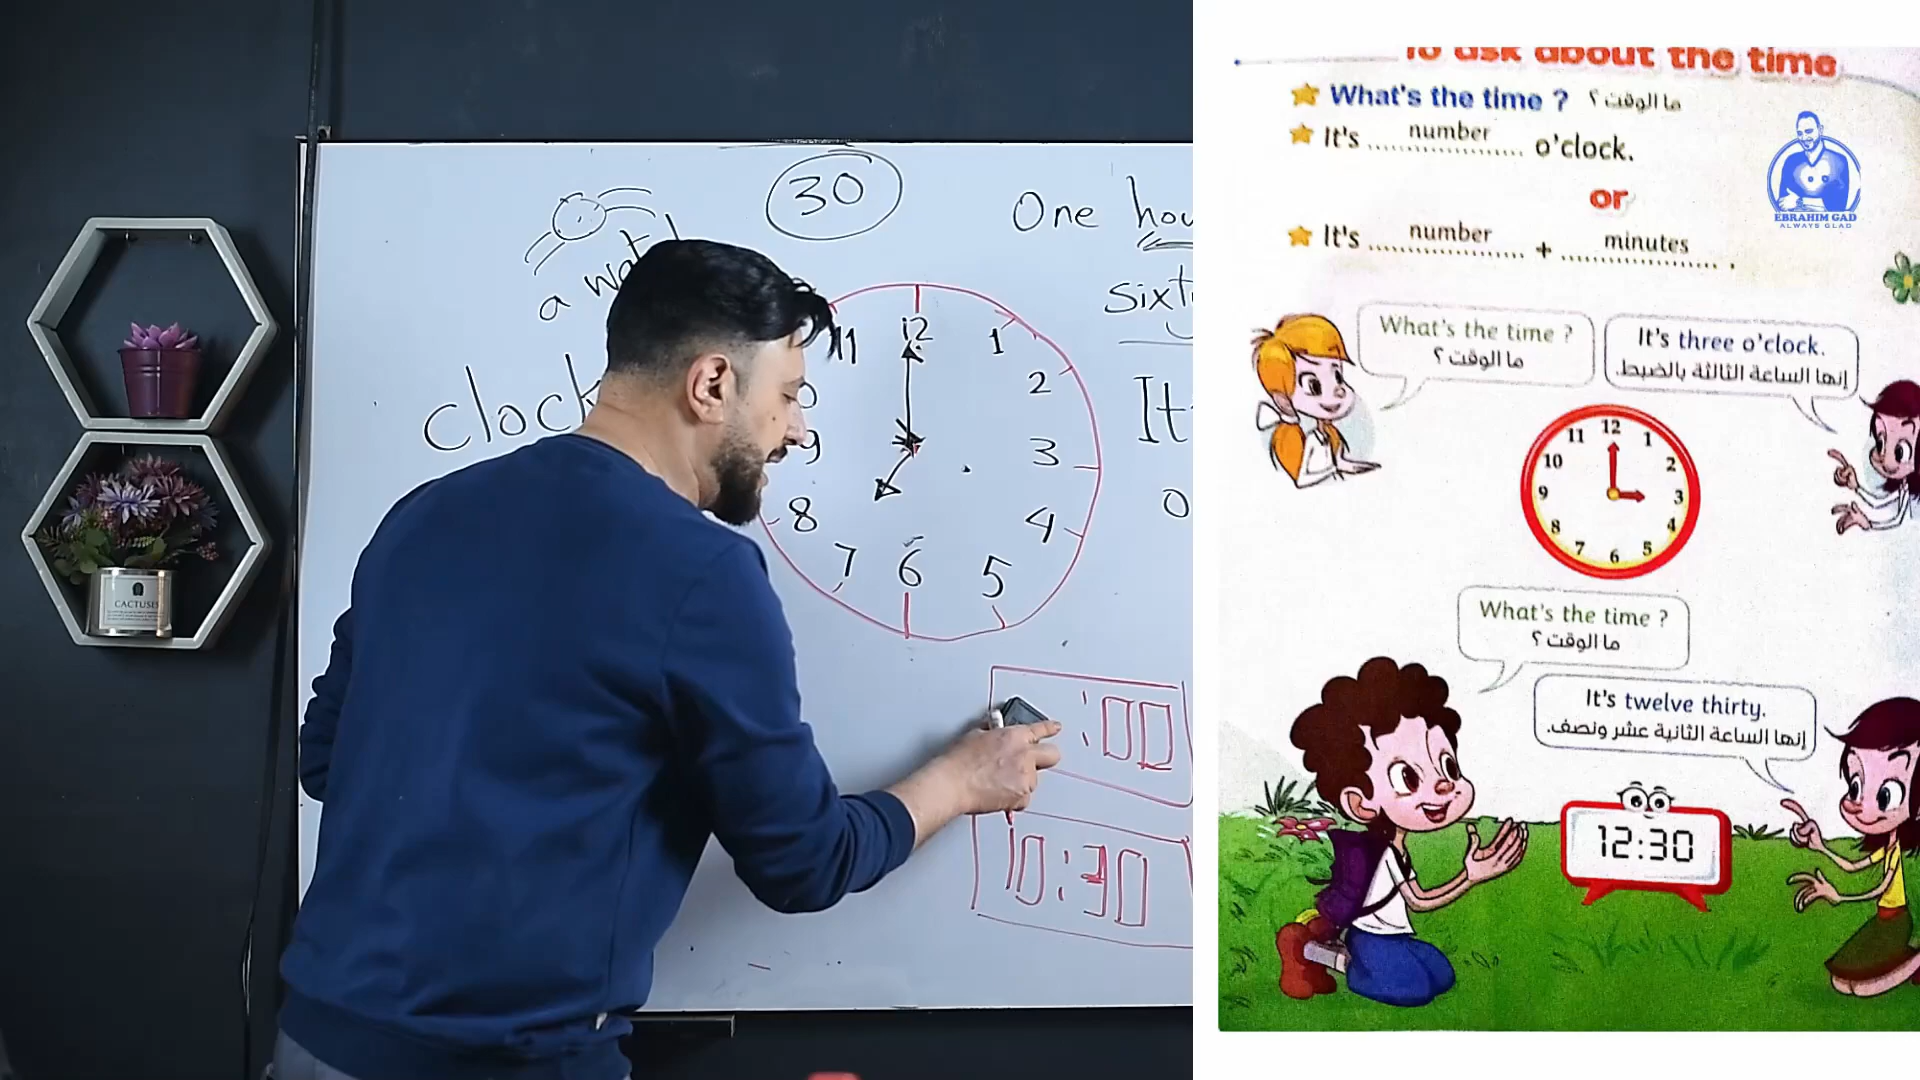 30
One
a
clock
12
11
1
2
9
3
8
4
7
6
5
:00
10:30
CACTUSES
To ask about the time
What's the time ? ما الوقت ؟
It's number o'clock.
or
It's number + minutes .
EBRAHIM GAD
ALWAYS GLAD
What's the time ?
ما الوقت ؟
It's three o'clock.
إنها الساعة الثالثة بالضبط.
12
11
1
10
2
9
3
8
4
7
6
5
What's the time ?
ما الوقت ؟
It's twelve thirty.
إنها الساعة الثانية عشر ونصف.
12:30